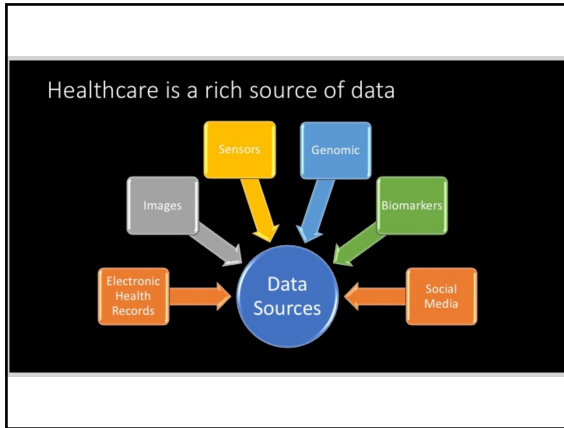 Healthcare is a rich source of data
Sensors
Genomic
Images
Biomarkers
Electronic
Health
Records
Data
Sources
Social
Media